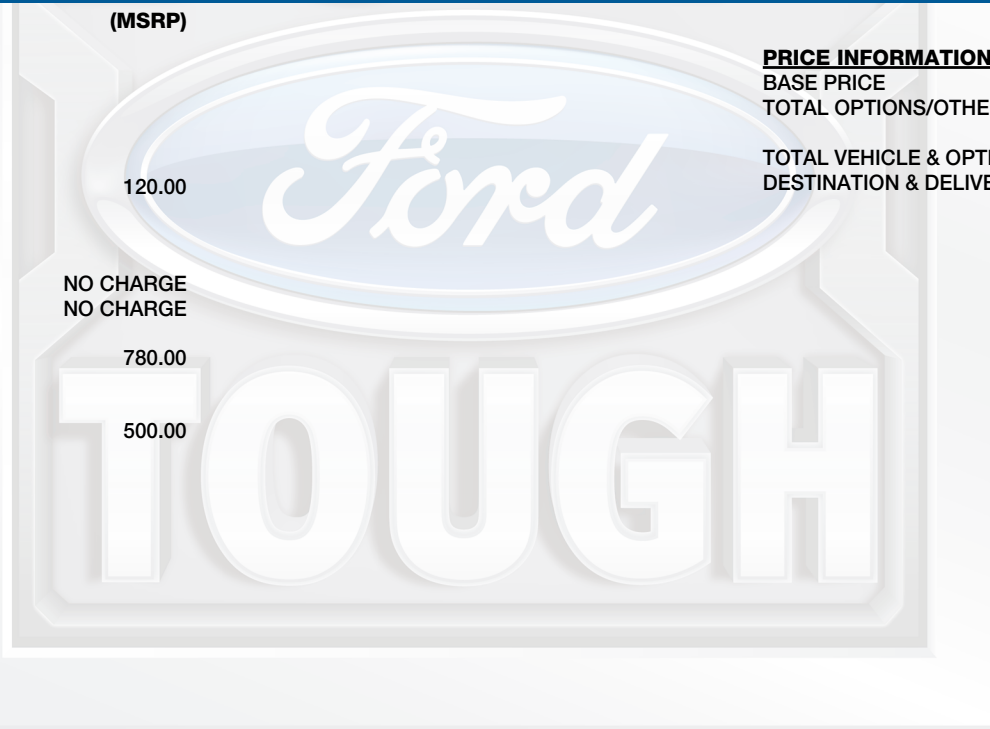 (MSRP)
120.00
NO CHARGE
NO CHARGE
780.00
500.00
PRICE INFORMATION
BASE PRICE
TOTAL OPTIONS/OTHE
TOTAL VEHICLE & OPTI
DESTINATION & DELIVE
Ford
TOUGH